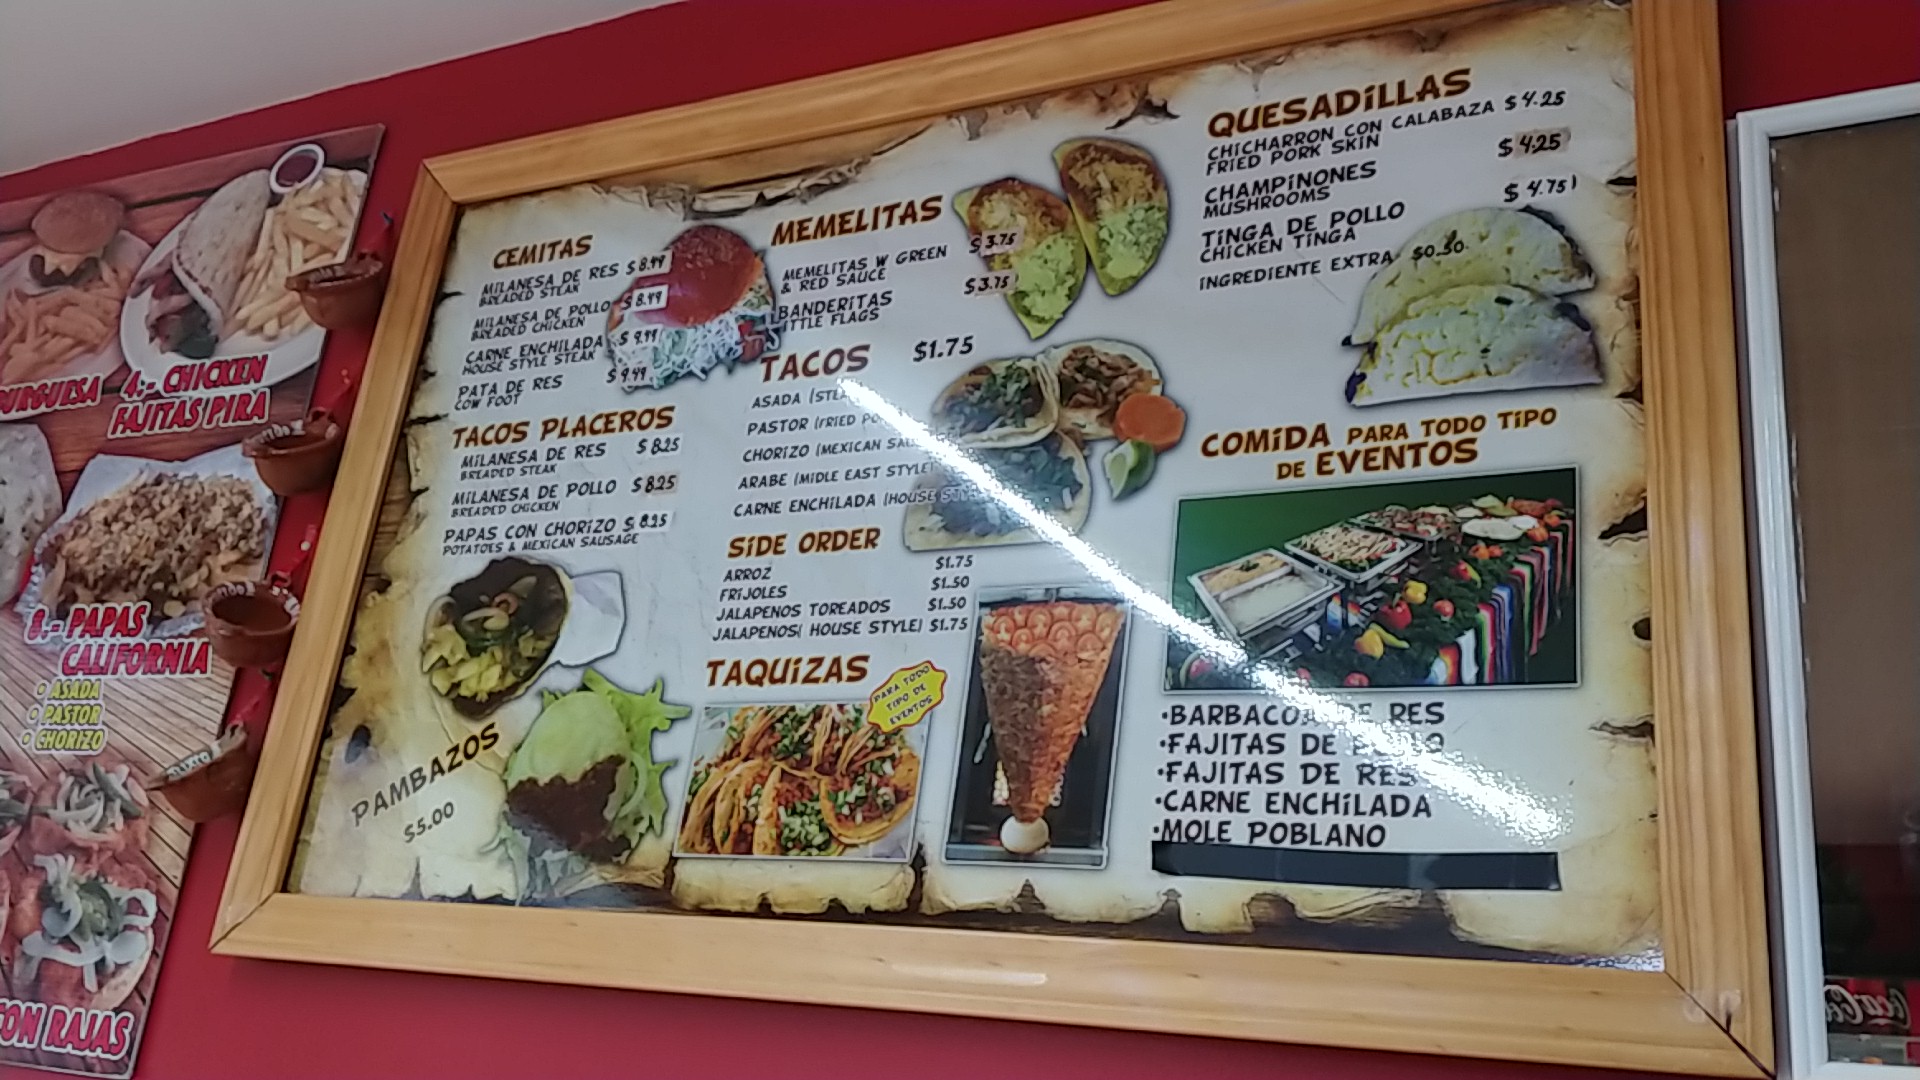 BURGUESA
4.- CHICKEN
FAJITAS PIRA
8.- PAPAS
CALIFORNIA
• ASADA
• PASTOR
• CHORIZO
CON RAJAS
CEMITAS
MILANESA DE RES $8.49
BREADED STEAK
MILANESA DE POLLO $8.49
BREADED CHICKEN
CARNE ENCHILADA $9.49
HOUSE STYLE STEAK
PATA DE RES $9.49
COW FOOT
TACOS PLACEROS
MILANESA DE RES $8.25
BREADED STEAK
MILANESA DE POLLO $8.25
BREADED CHICKEN
PAPAS CON CHORIZO $8.25
POTATOES & MEXICAN SAUSAGE
PAMBAZOS
$5.00
MEMELITAS
MEMELITAS W GREEN $3.75
& RED SAUCE
BANDERITAS $3.75
LITTLE FLAGS
TACOS $1.75
ASADA
PASTOR (FRIED
CHORIZO (MEXICAN
ARABE (MIDLE EAST STYLE)
CARNE ENCHILADA (HOUSE
SIDE ORDER
ARROZ $1.75
FRIJOLES $1.50
JALAPENOS TOREADOS $1.50
JALAPENOS( HOUSE STYLE) $1.75
TAQUIZAS
PARA TODO
TIPO DE
EVENTOS
QUESADILLAS
CHICHARRON CON CALABAZA $4.25
FRIED PORK SKIN
CHAMPINONES $4.25
MUSHROOMS
TINGA DE POLLO $4.75
CHICKEN TINGA
INGREDIENTE EXTRA $0.50
COMIDA PARA TODO TIPO
DE EVENTOS
•BARBACOA DE RES
•FAJITAS DE
•FAJITAS DE RES
•CARNE ENCHILADA
•MOLE POBLANO